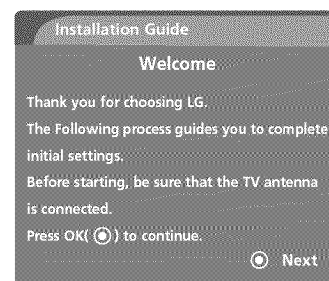 Installation Guide
Welcome
Thank you for choosing LG.
The Following process guides you to complete
initial settings.
Before starting, be sure that the TV antenna
is connected.
Press OK(◉) to continue.
◉ Next